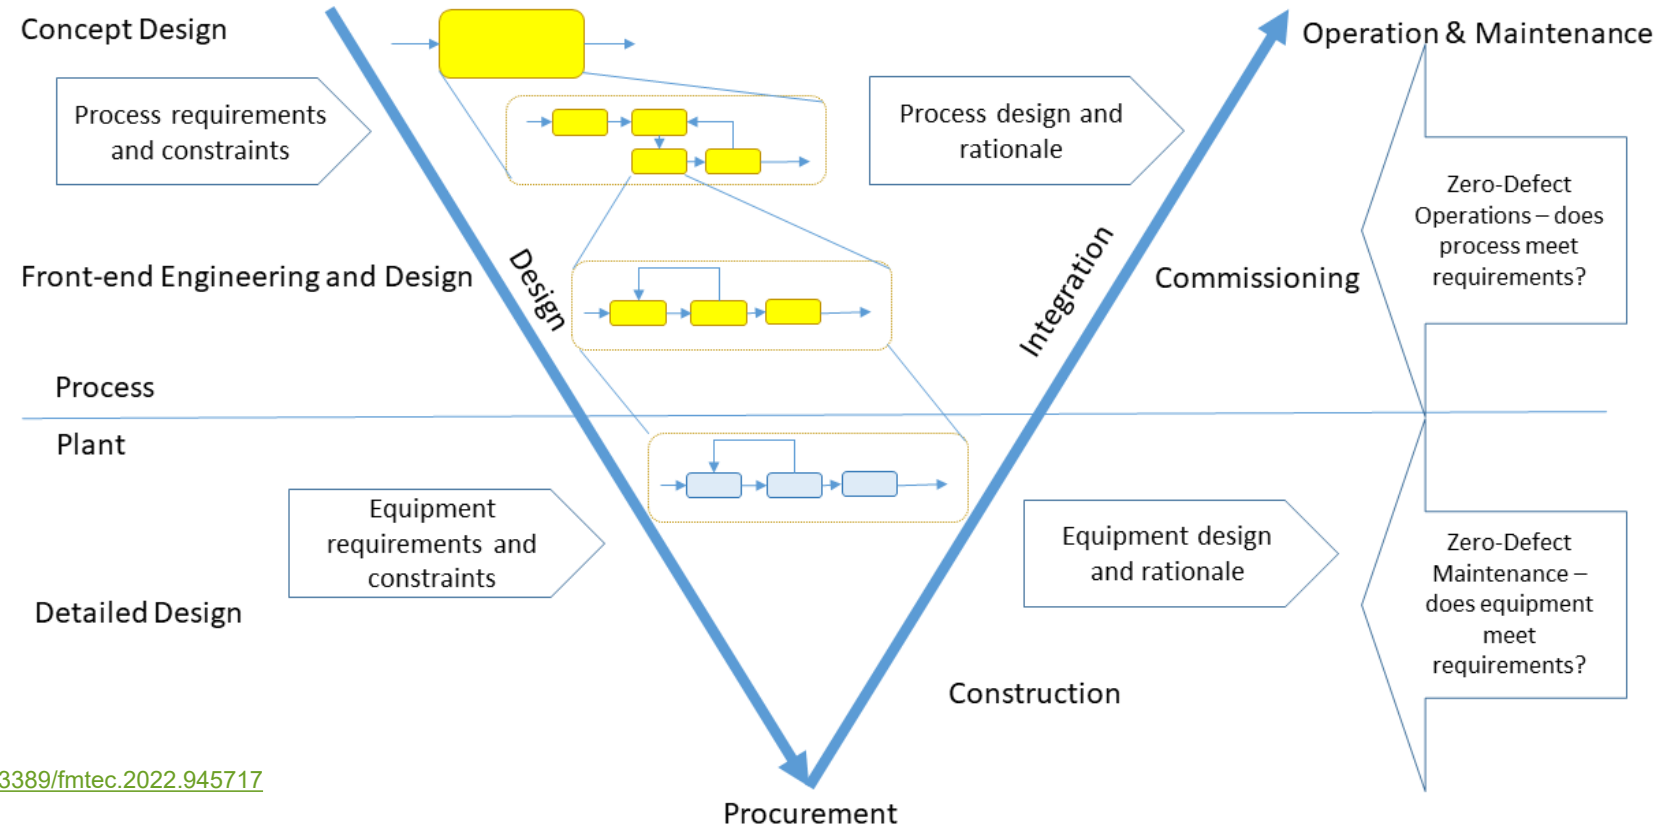 Concept Design
Operation & Maintenance
Process requirements
and constraints
Process design and
rationale
Zero-Defect
Operations – does
process meet
requirements?
Design
Integration
Front-end Engineering and Design
Commissioning
Process
Plant
Equipment
requirements and
constraints
Equipment design
and rationale
Zero-Defect
Maintenance –
does equipment
meet
requirements?
Detailed Design
Construction
3389/fmtec.2022.945717
Procurement